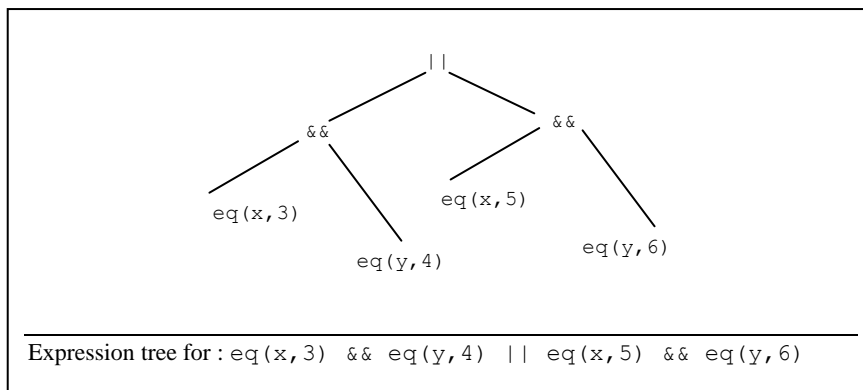 ||
&&
&&
eq(x,3)
eq(x,5)
eq(y,4)
eq(y,6)
Expression tree for : eq(x,3) && eq(y,4) || eq(x,5) && eq(y,6)